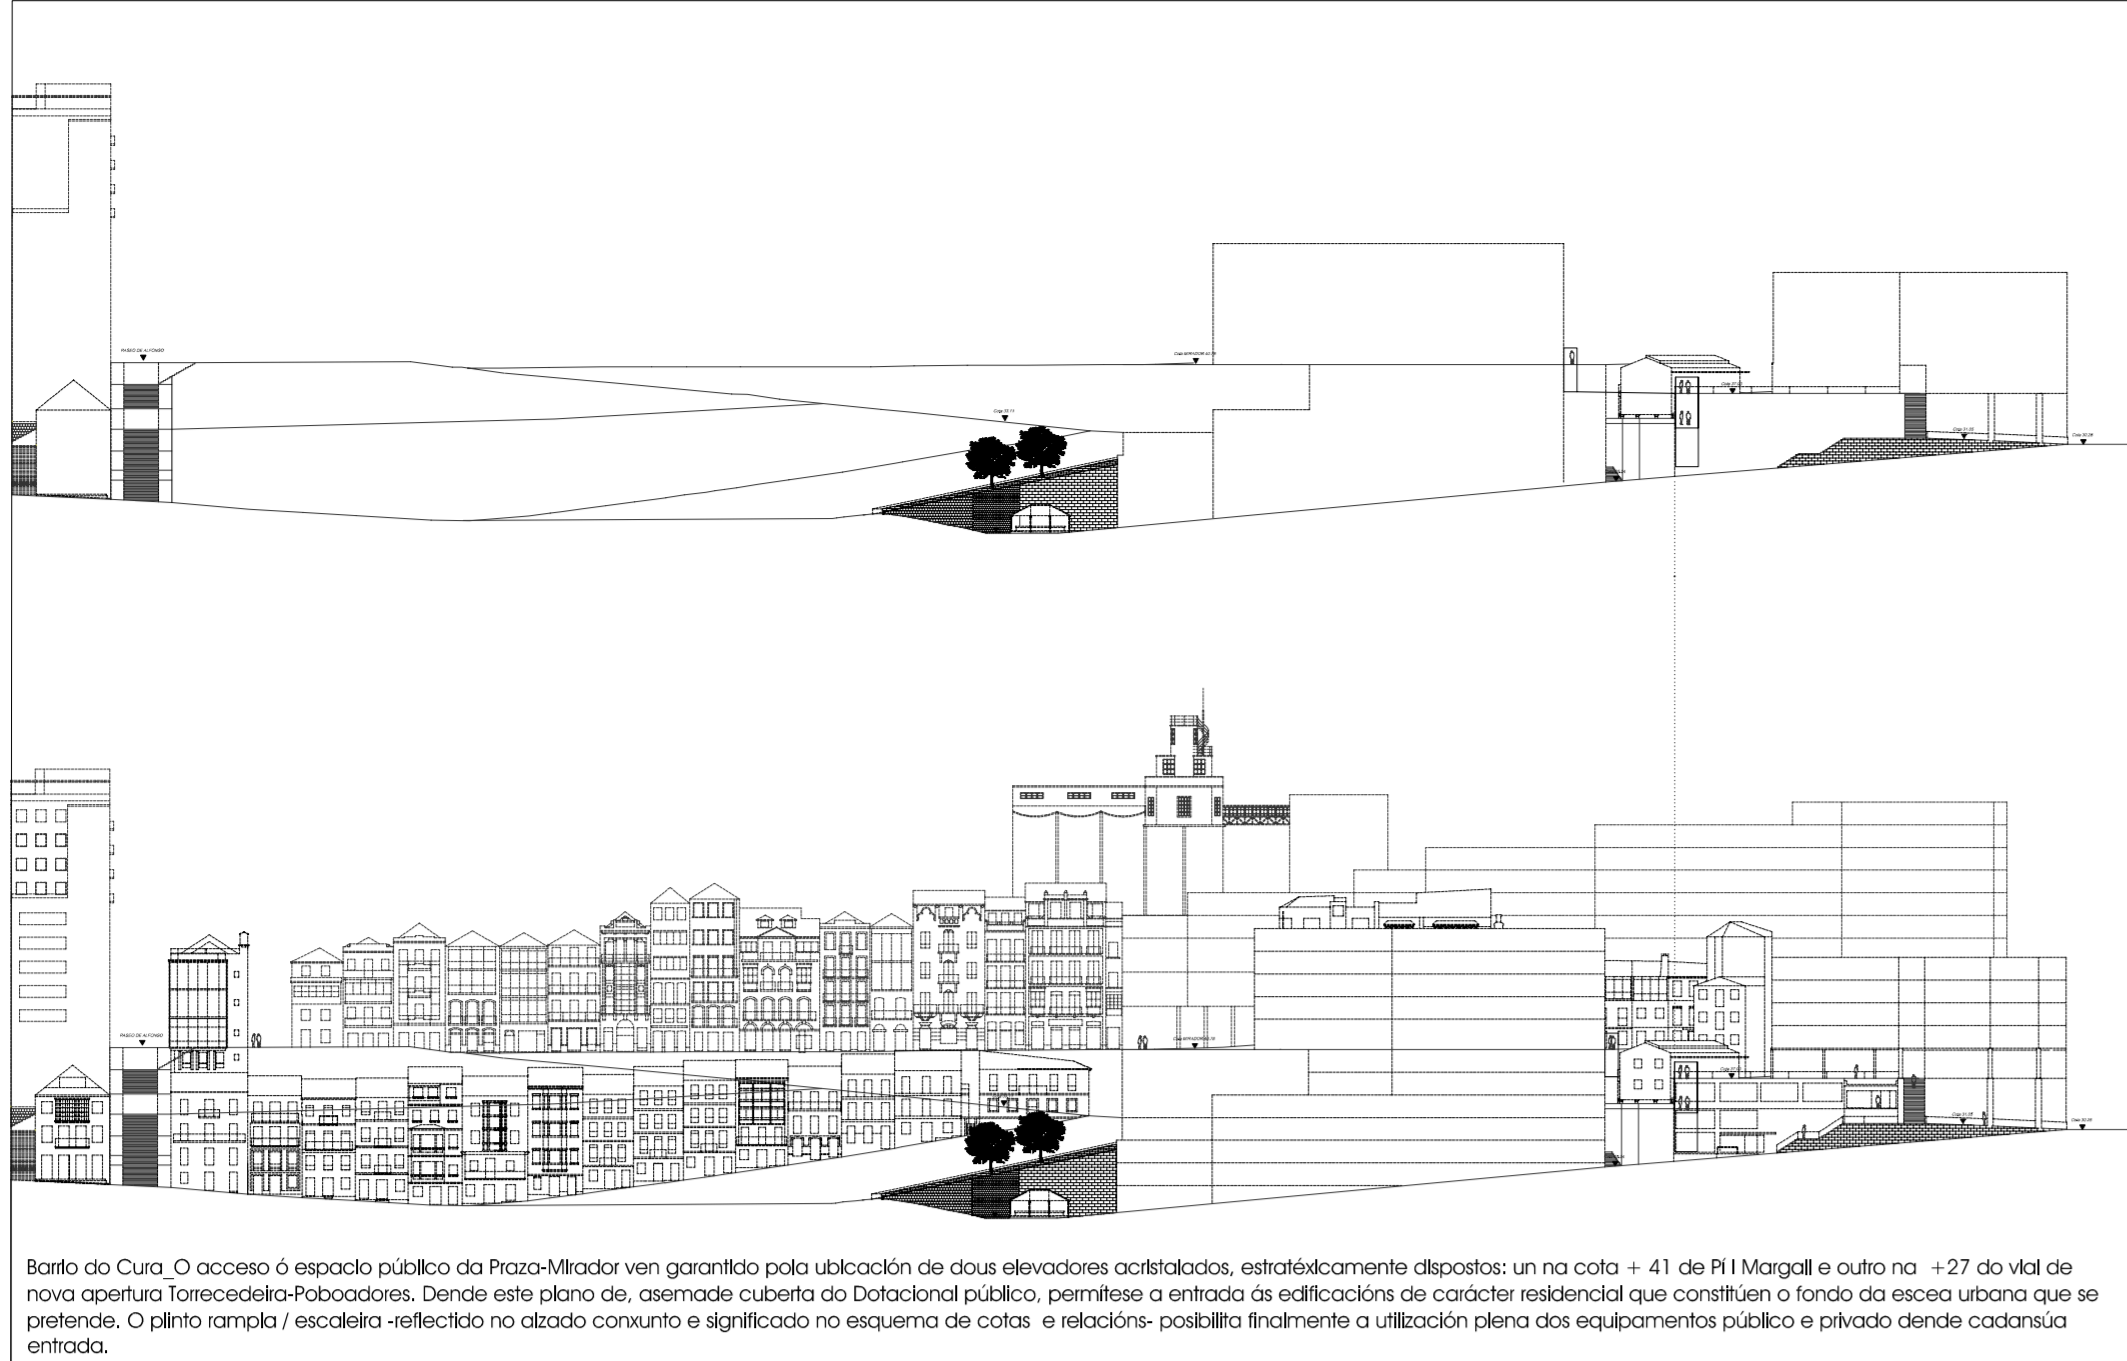 PASEO DE ALFONSO
Cota MIRADOR 40.78
PASEO DE ALFONSO
Barrio do Cura_O acceso ó espacio público da Praza-Mirador ven garantido pola ubicación de dous elevadores acristalados, estratéxicamente dispostos: un na cota + 41 de Pí I Margall e outro na +27 do vial de
nova apertura Torrecedeira-Poboadores. Dende este plano de, asemade cuberta do Dotacional público, permítese a entrada ás edificacións de carácter residencial que constitúen o fondo da escea urbana que se
pretende. O plinto rampla / escaleira -reflectido no alzado conxunto e significado no esquema de cotas e relacións- posibilita finalmente a utilización plena dos equipamentos público e privado dende cadansúa
entrada.